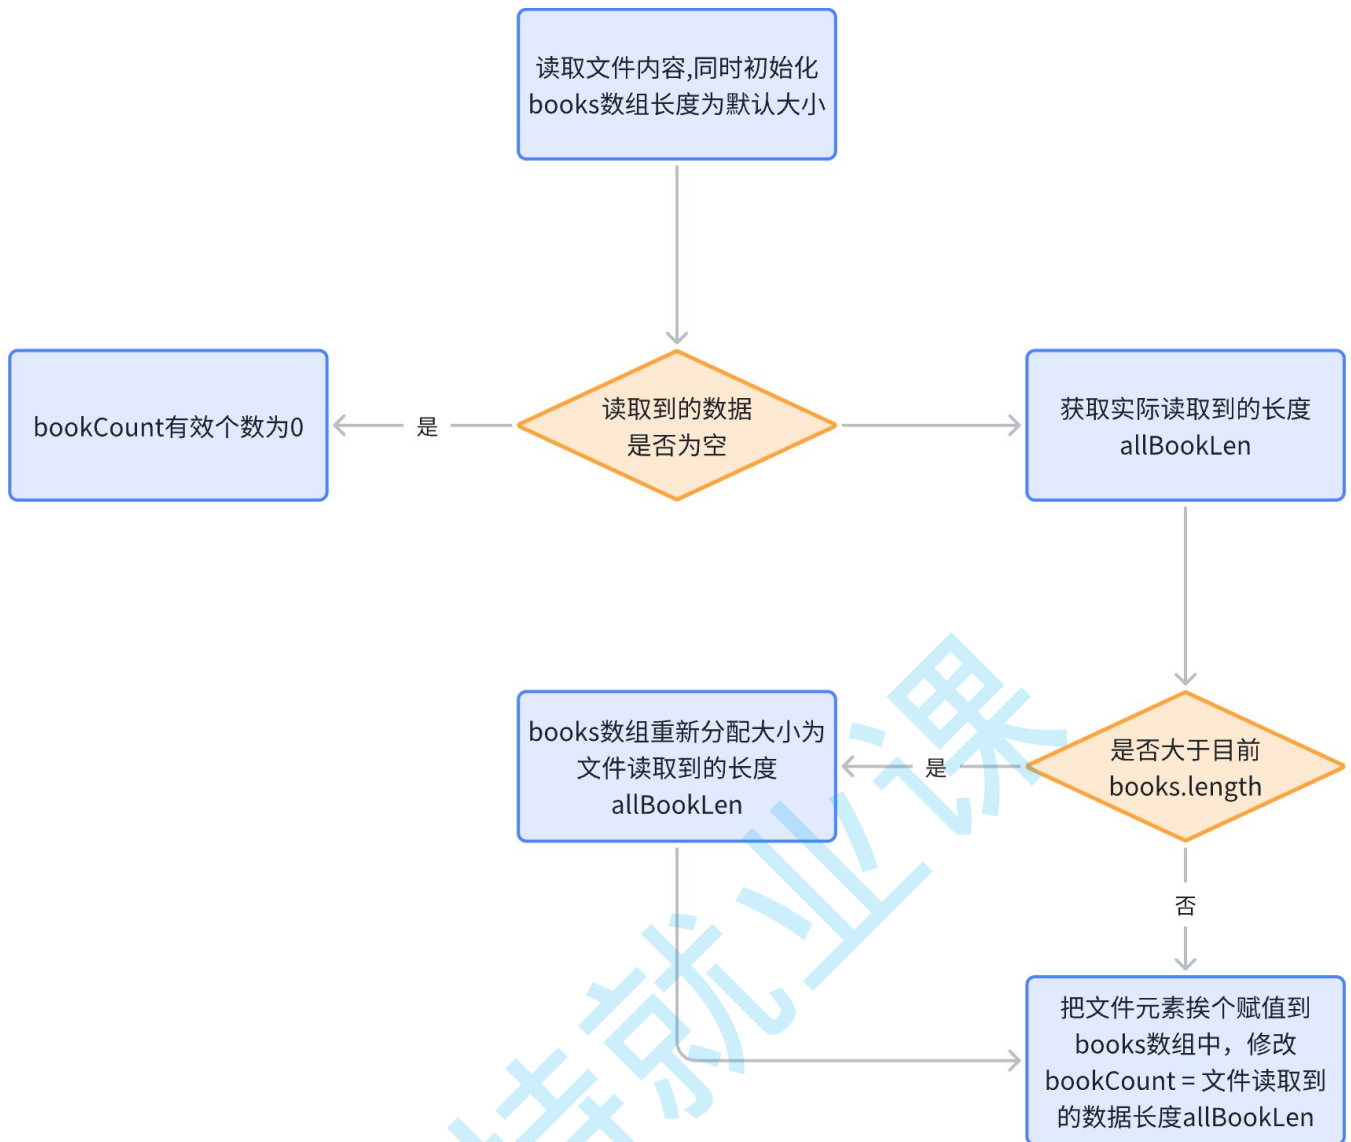 读取文件内容,同时初始化
books数组长度为默认大小
bookCount有效个数为0
是
读取到的数据
是否为空
获取实际读取到的长度
allBookLen
books数组重新分配大小为
文件读取到的长度
allBookLen
是
是否大于目前
books.length
否
把文件元素挨个赋值到
books数组中，修改
bookCount = 文件读取到
的数据长度allBookLen
特就业课